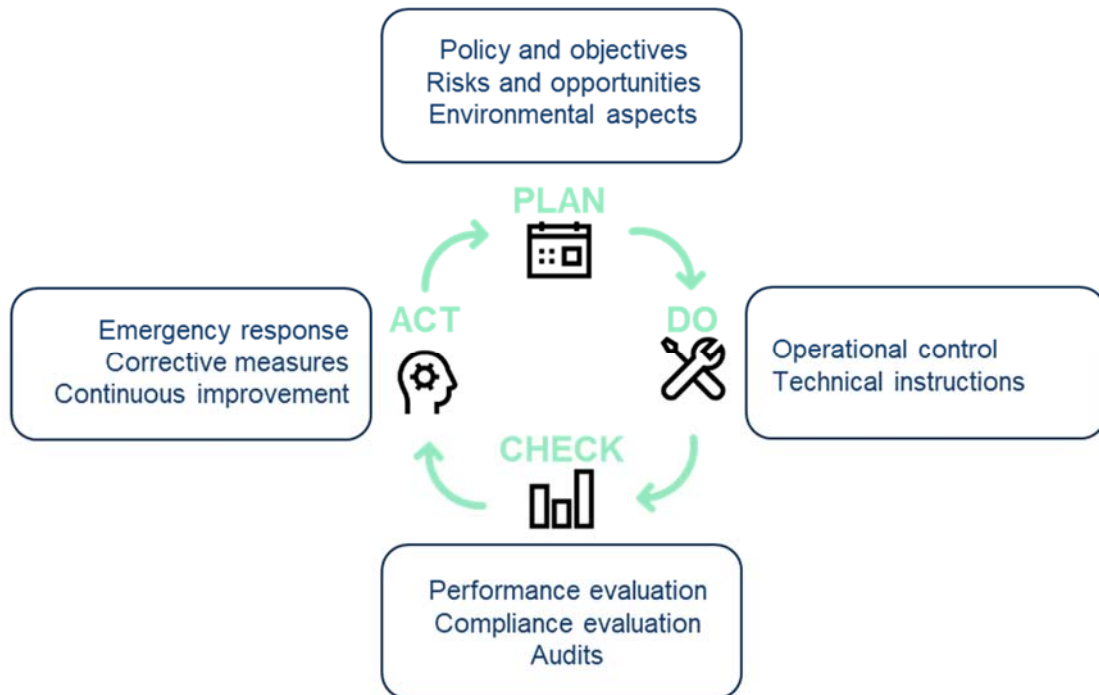 Policy and objectives
Risks and opportunities
Environmental aspects
PLAN
ACT
DO
Emergency response
Corrective measures
Continuous improvement
Operational control
Technical instructions
CHECK
Performance evaluation
Compliance evaluation
Audits